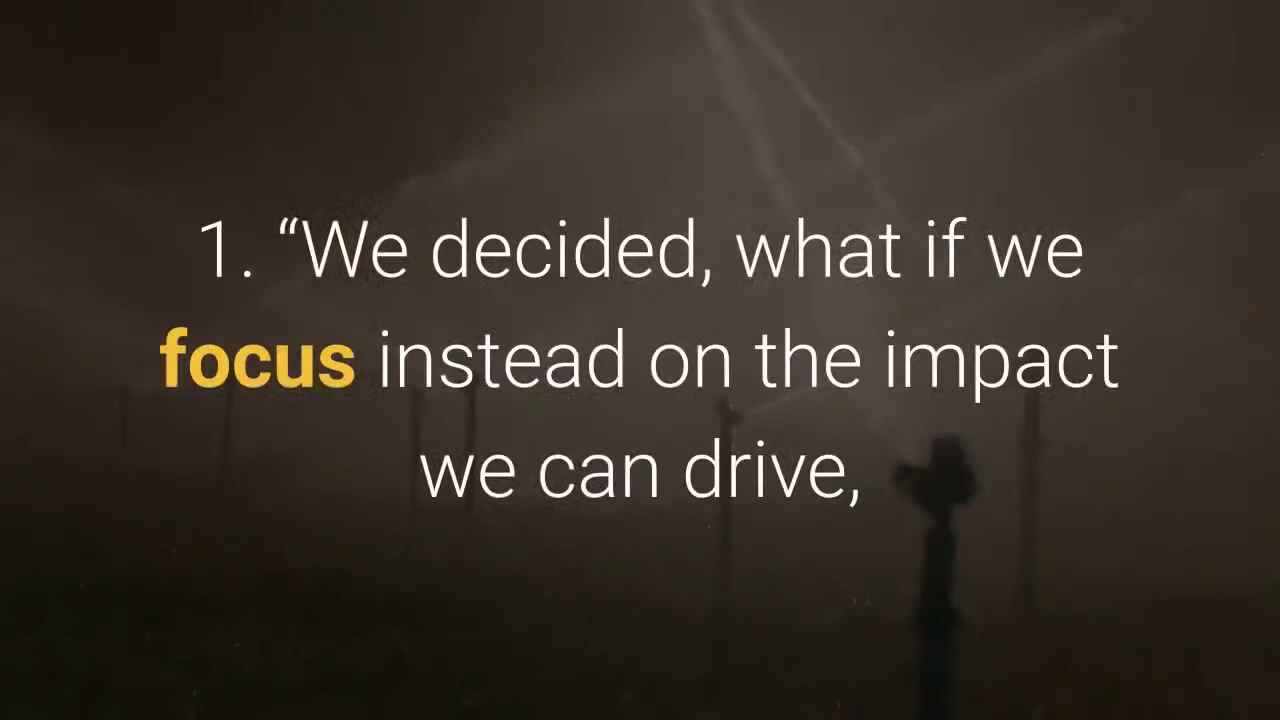 1. “We decided, what if we
focus instead on the impact
we can drive,